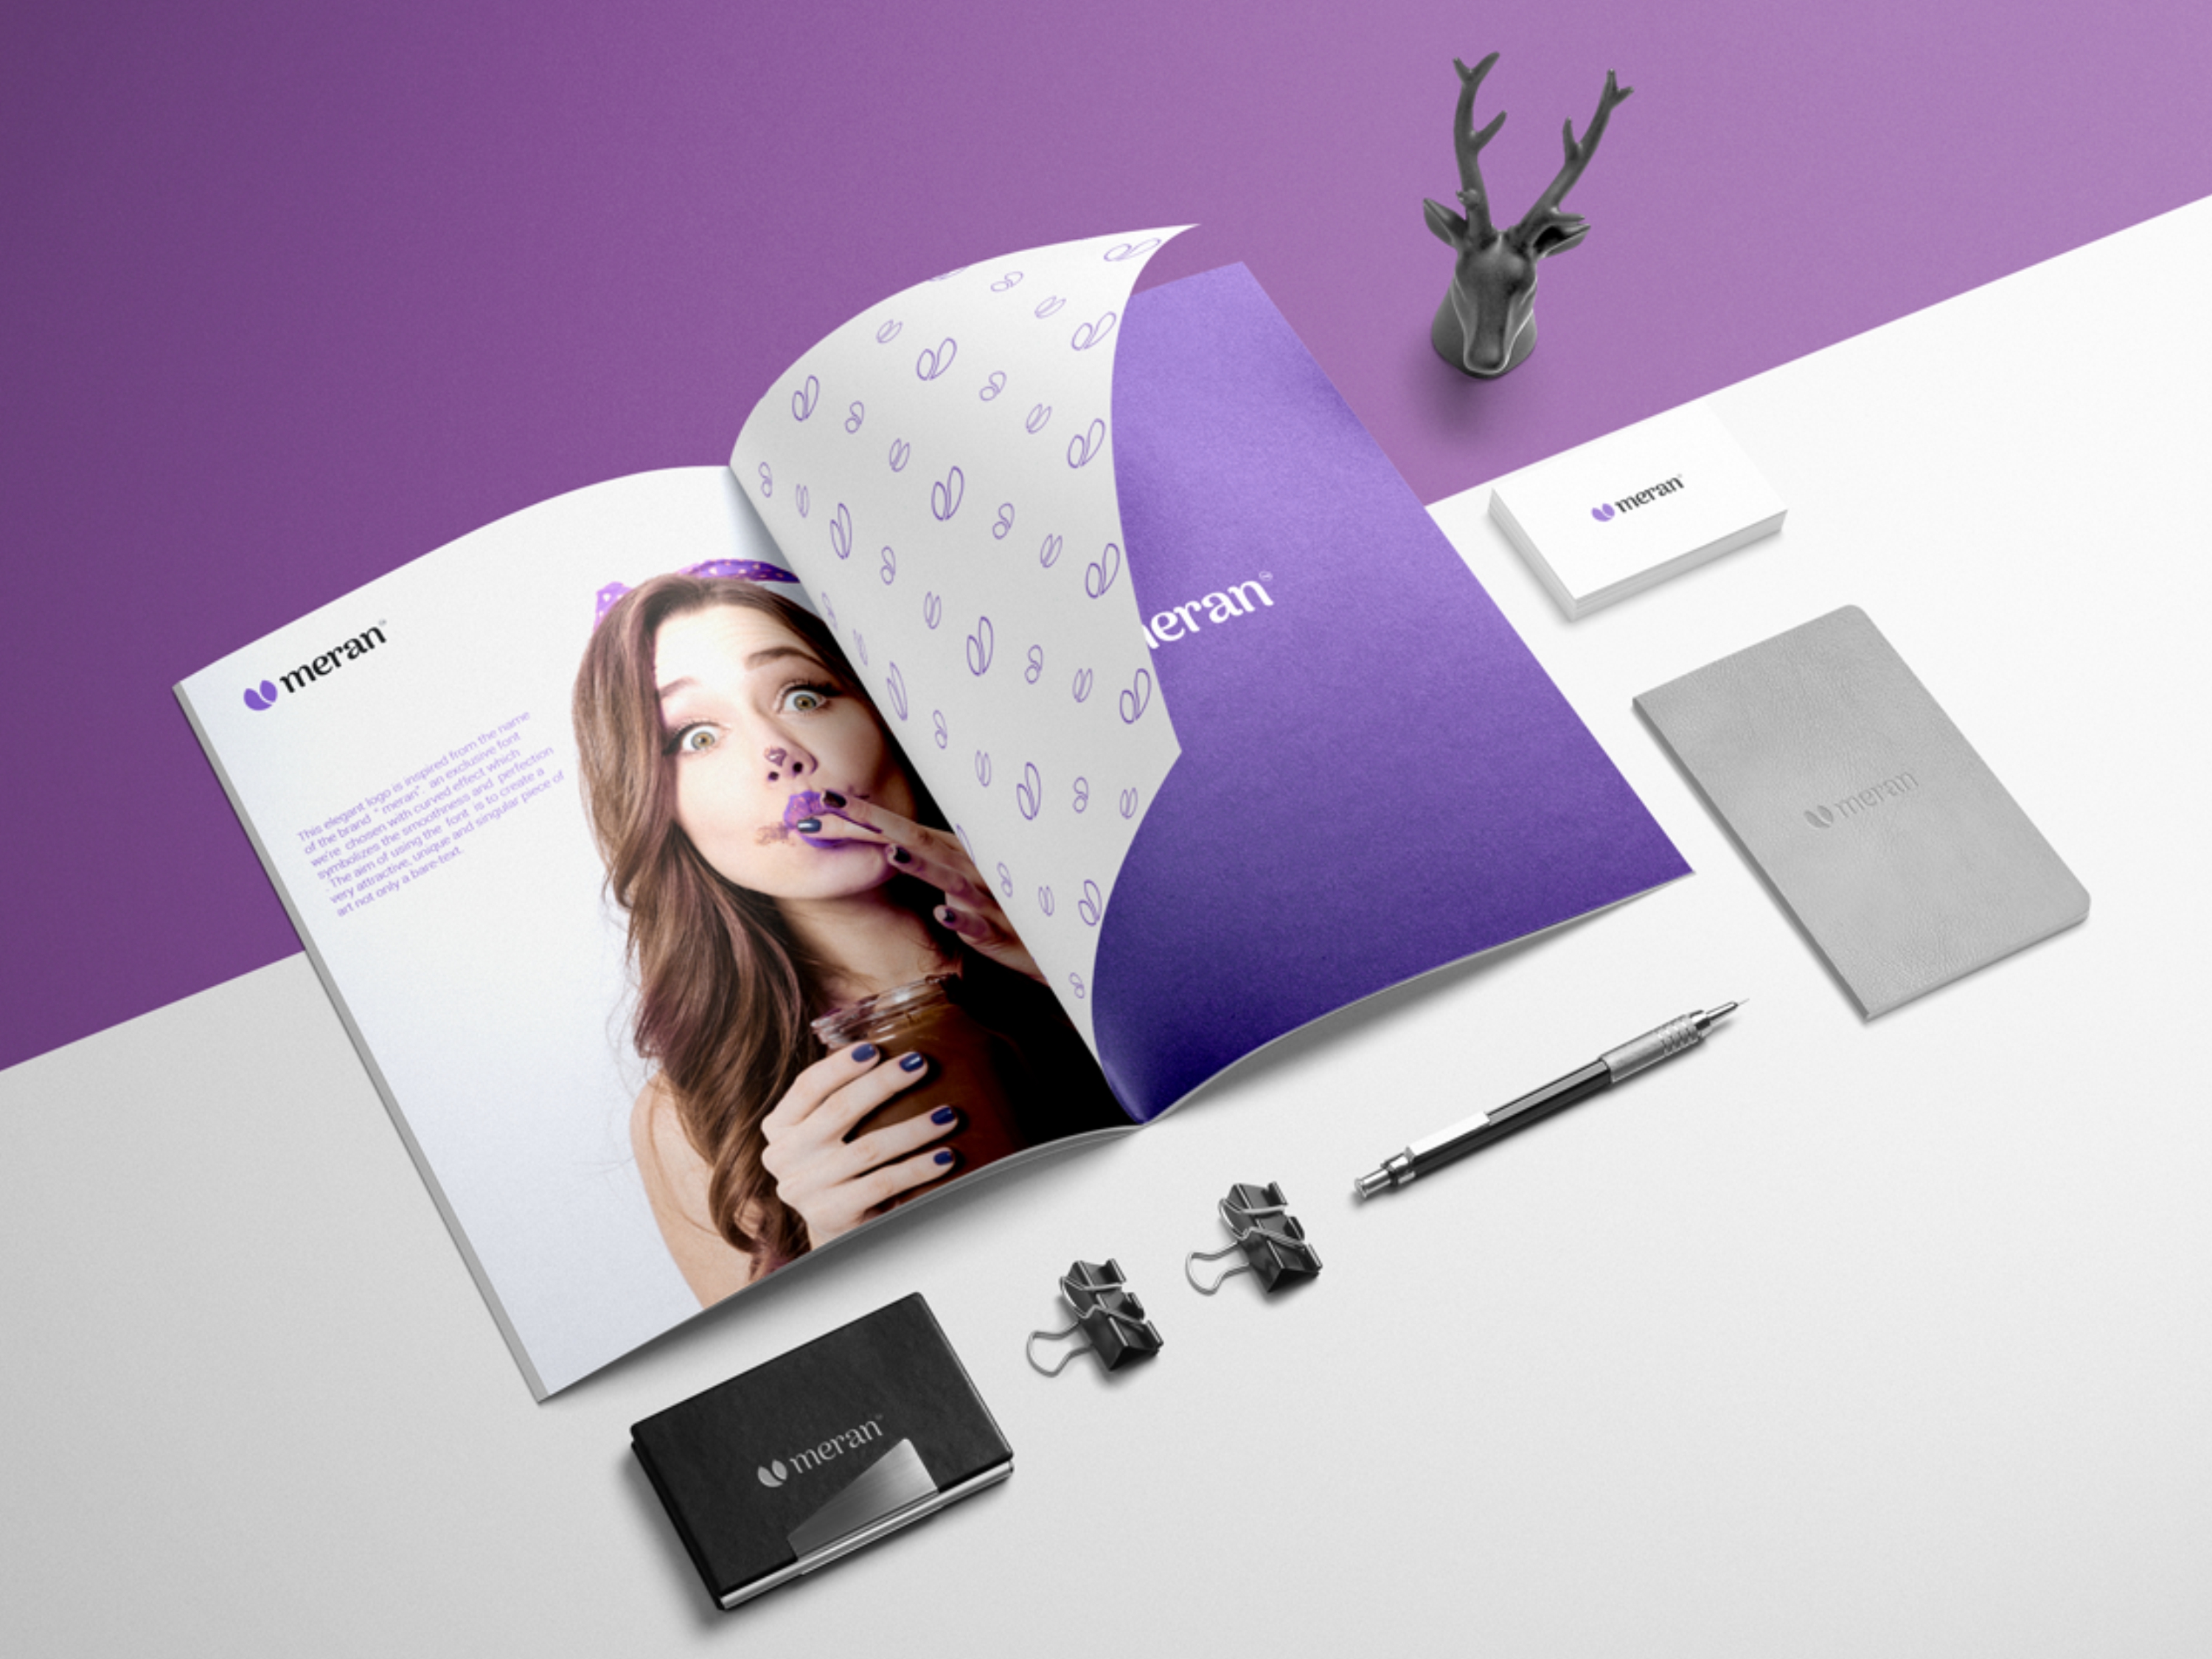 meran
This elegant logo is inspired from the name
of the brand " meran" . an exclusive font
we're chosen with curved effect which
symbolizes the smoothness and perfection
. The aim of using the font is to create a
very attractive, unique and singular piece of
art not only a bare-text.
eran
meran
meran
meran